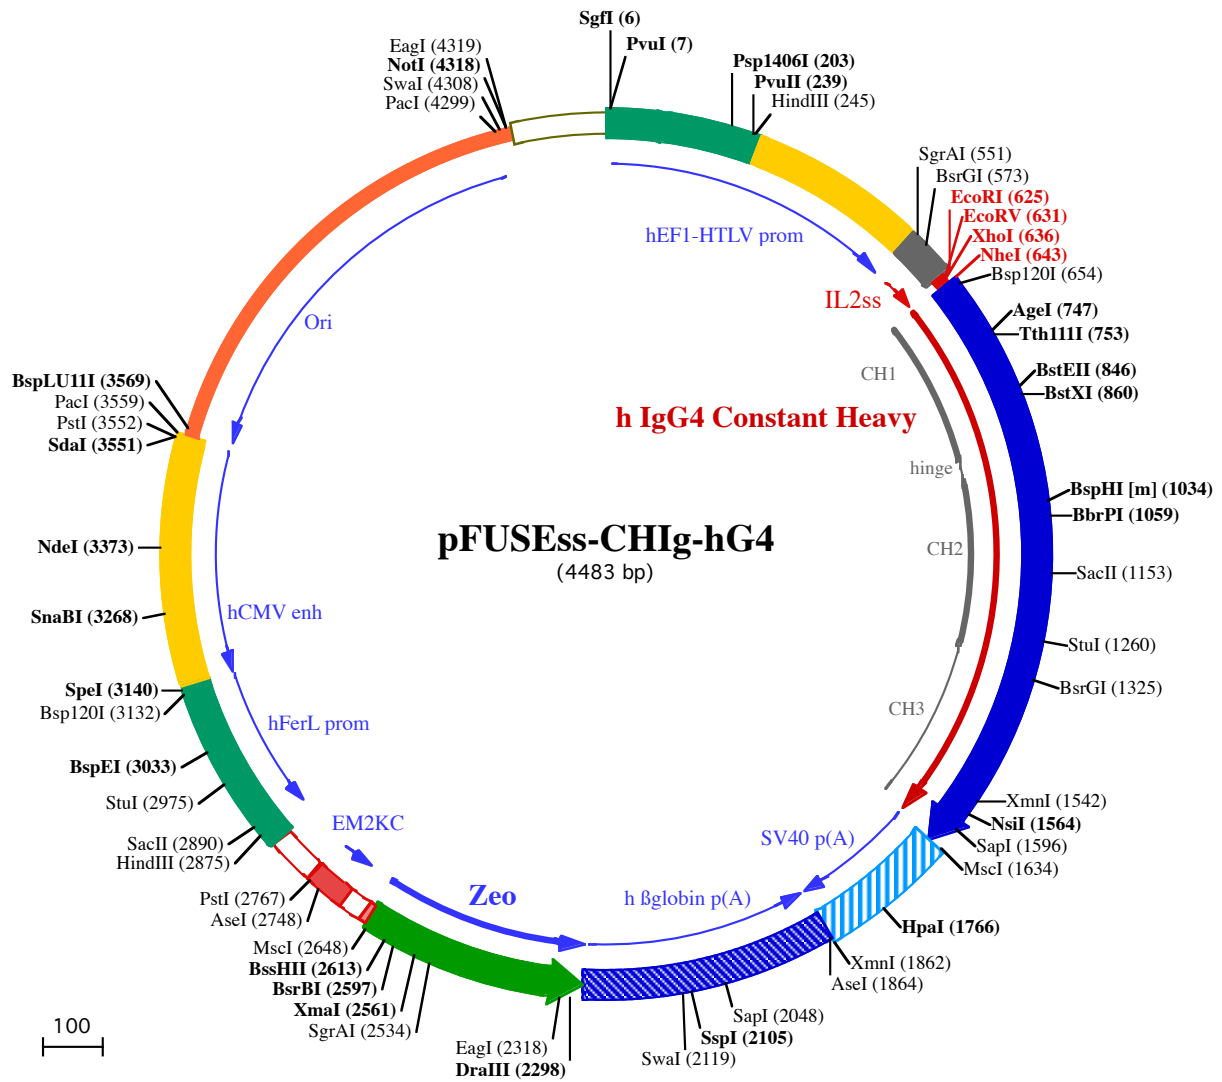 SgfI (6)
PvuI (7)
EagI (4319)
NotI (4318)
SwaI (4308)
PacI (4299)
Psp1406I (203)
PvuII (239)
HindIII (245)
SgrAI (551)
BsrGI (573)
EcoRI (625)
EcoRV (631)
XhoI (636)
NheI (643)
Bsp120I (654)
hEF1-HTLV prom
IL2ss
Ori
AgeI (747)
Tth111I (753)
BstEII (846)
BstXI (860)
CH1
h IgG4 Constant Heavy
hinge
BspLU11I (3569)
PacI (3559)
PstI (3552)
SdaI (3551)
BspHI [m] (1034)
BbrPI (1059)
pFUSEss-CHIg-hG4
(4483 bp)
CH2
NdeI (3373)
SacII (1153)
SnaBI (3268)
hCMV enh
StuI (1260)
BsrGI (1325)
SpeI (3140)
Bsp120I (3132)
hFerL prom
CH3
BspEI (3033)
StuI (2975)
SacII (2890)
HindIII (2875)
EM2KC
SV40 p(A)
XmnI (1542)
NsiI (1564)
SapI (1596)
MscI (1634)
PstI (2767)
AseI (2748)
Zeo
h ßglobin p(A)
HpaI (1766)
MscI (2648)
BssHII (2613)
BsrBI (2597)
XmaI (2561)
SgrAI (2534)
XmnI (1862)
AseI (1864)
EagI (2318)
DraIII (2298)
SapI (2048)
SspI (2105)
SwaI (2119)
100